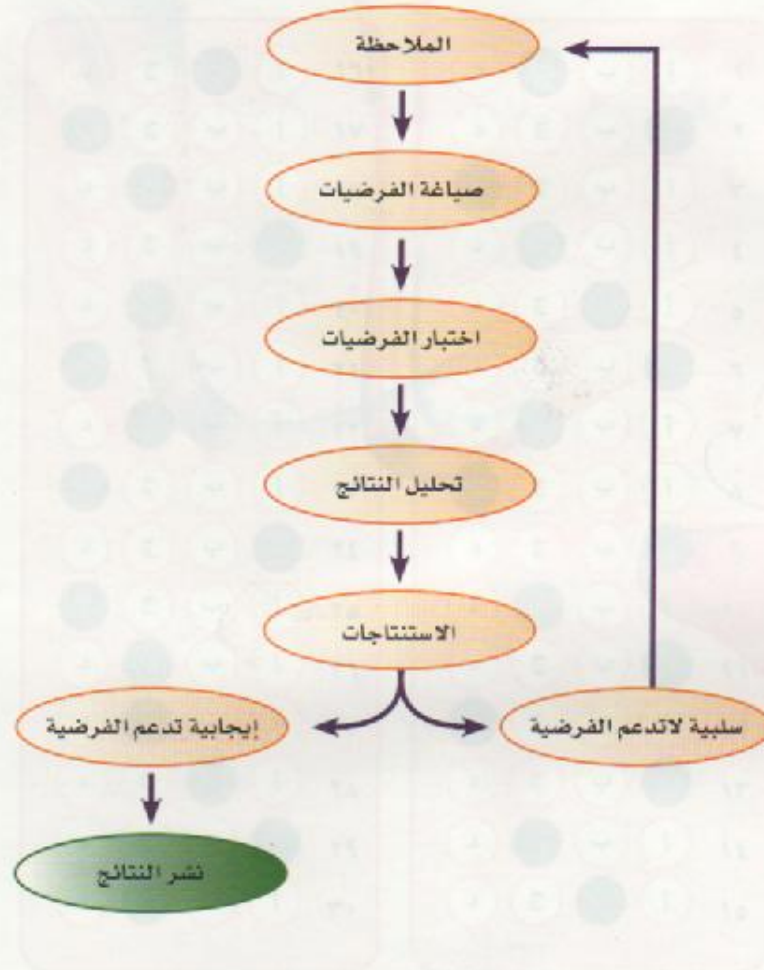 الملاحظة
صياغة الفرضيات
اختبار الفرضيات
تحليل النتائج
الاستنتاجات
سلبية لاتدعم الفرضية
إيجابية تدعم الفرضية
نشر النتائج